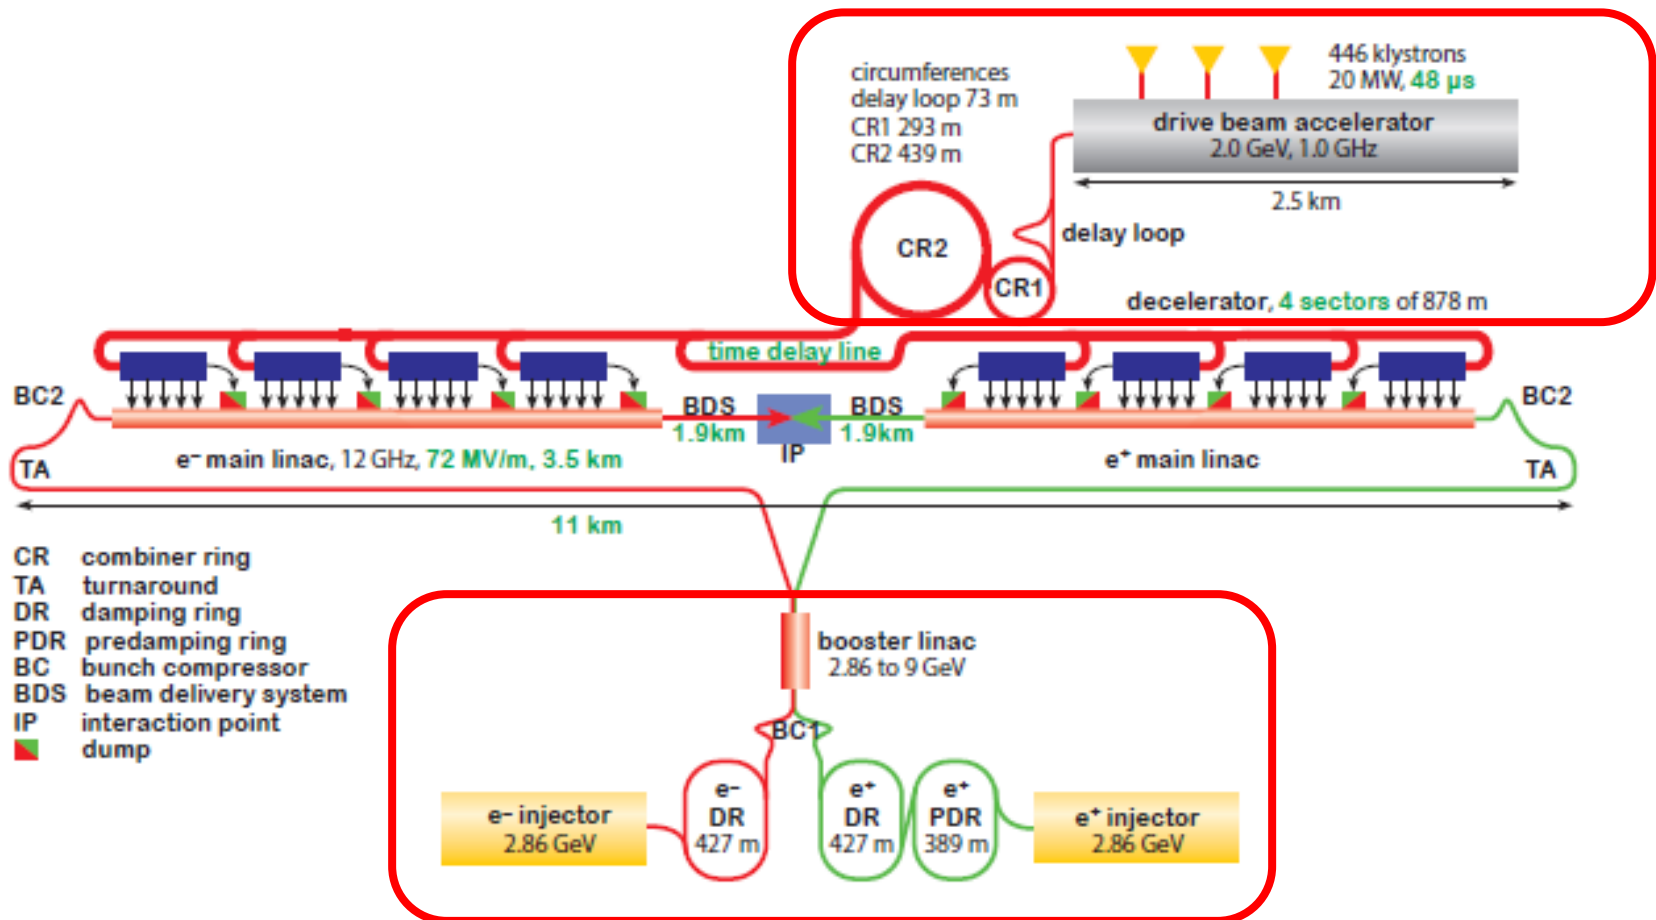 446 klystrons
20 MW, 48 µs
circumferences
delay loop 73 m
CR1 293 m
CR2 439 m
drive beam accelerator
2.0 GeV, 1.0 GHz
2.5 km
delay loop
CR2
CR1
decelerator, 4 sectors of 878 m
time delay line
BC2
BDS
1.9km
BDS
1.9km
IP
BC2
TA
e⁻ main linac, 12 GHz, 72 MV/m, 3.5 km
e⁺ main linac
TA
11 km
CR combiner ring
TA turnaround
DR damping ring
PDR predamping ring
BC bunch compressor
BDS beam delivery system
IP interaction point
dump
booster linac
2.86 to 9 GeV
BC1
e⁻ injector
2.86 GeV
e⁻
DR
427 m
e⁺
DR
427 m
e⁺
PDR
389 m
e⁺ injector
2.86 GeV